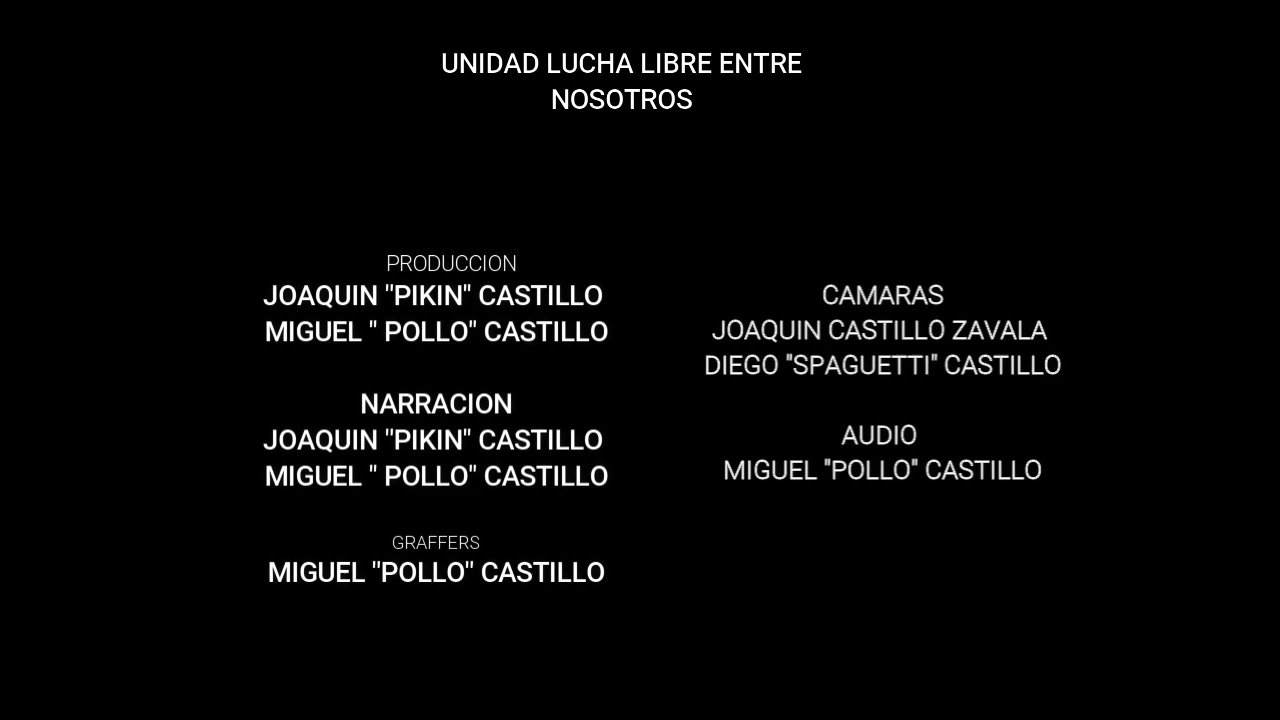 UNIDAD LUCHA LIBRE ENTRE
NOSOTROS
PRODUCCION
JOAQUIN "PIKIN" CASTILLO
MIGUEL " POLLO" CASTILLO
NARRACION
JOAQUIN "PIKIN" CASTILLO
MIGUEL " POLLO" CASTILLO
GRAFFERS
MIGUEL "POLLO" CASTILLO
CAMARAS
JOAQUIN CASTILLO ZAVALA
DIEGO "SPAGUETTI" CASTILLO
AUDIO
MIGUEL "POLLO" CASTILLO